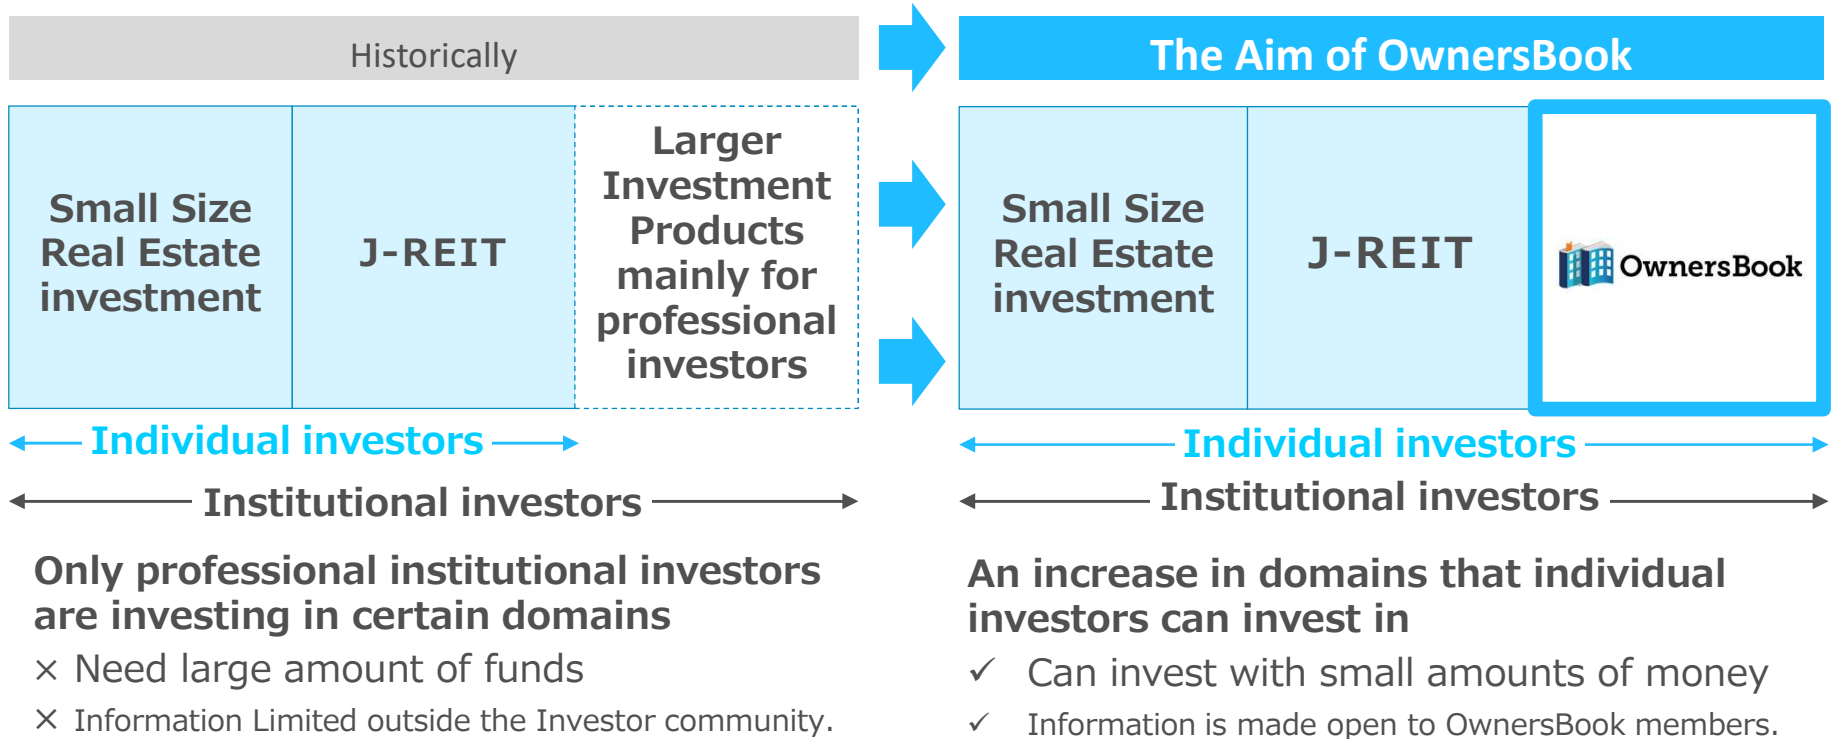 Historically
The Aim of OwnersBook
Small Size
Real Estate
investment
J-REIT
Larger
Investment
Products
mainly for
professional
investors
Small Size
Real Estate
investment
J-REIT
OwnersBook
Individual investors
Institutional investors
Individual investors
Institutional investors
Only professional institutional investors
are investing in certain domains
× Need large amount of funds
× Information Limited outside the Investor community.
An increase in domains that individual
investors can invest in
✓ Can invest with small amounts of money
✓ Information is made open to OwnersBook members.